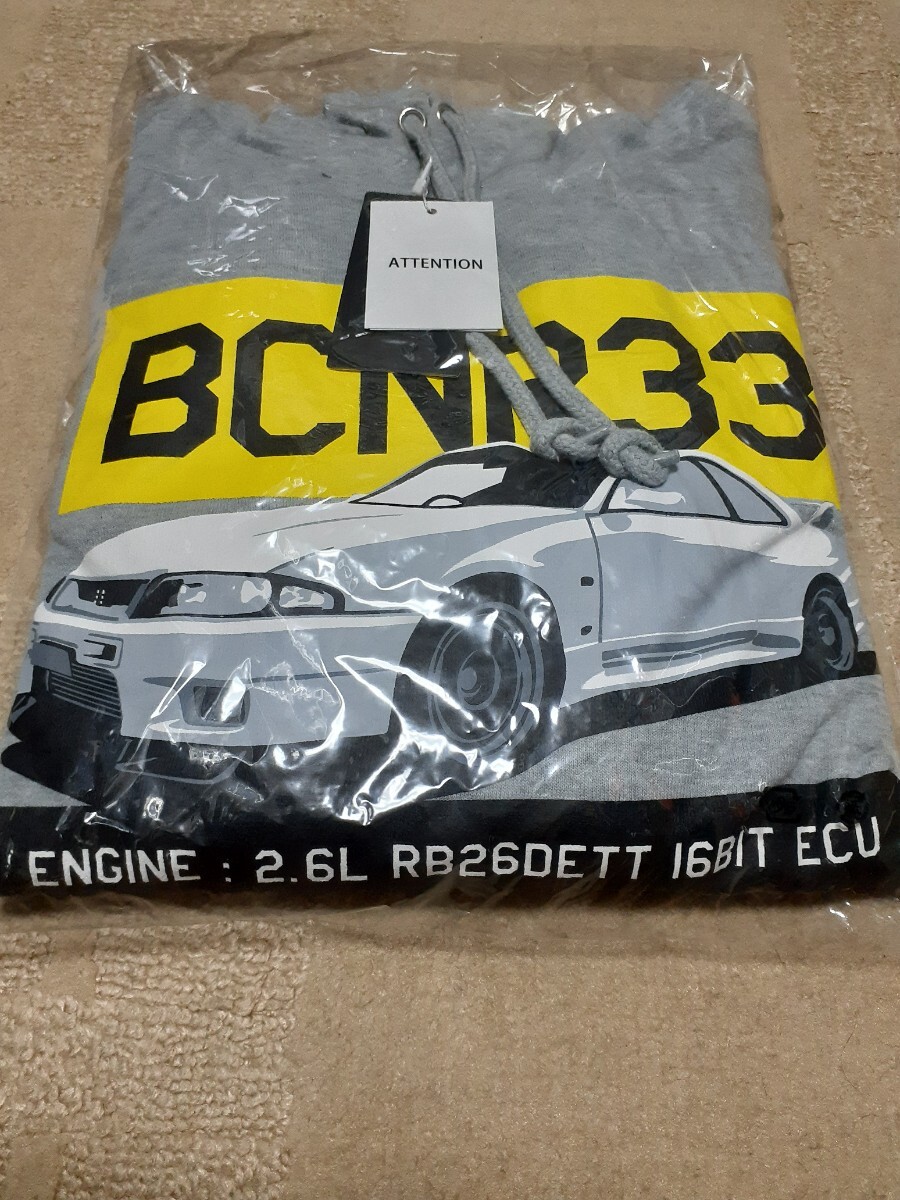 ATTENTION
BCNR33
ENGINE : 2.6L RB26DETT 16BIT ECU